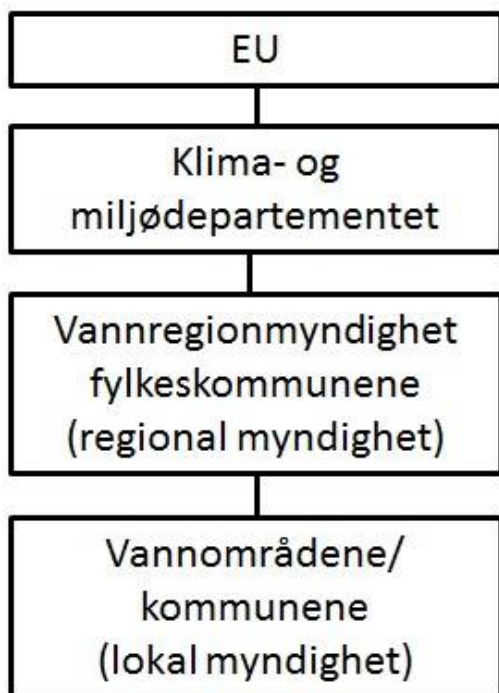 EU
Klima- og
miljødepartementet
Vannregionmyndighet
fylkeskommunene
(regional myndighet)
Vannområdene/
kommunene
(lokal myndighet)